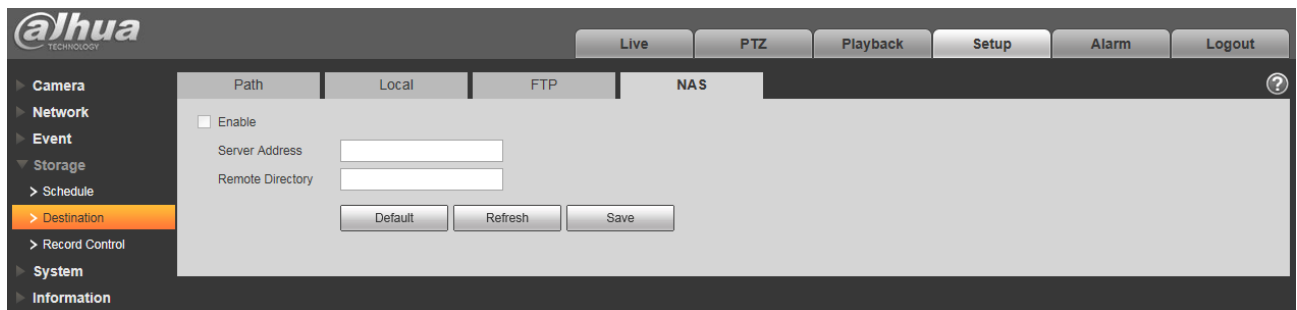 alhua
TECHNOLOGY
Live PTZ Playback Setup Alarm Logout
Camera
Network
Event
Storage
> Schedule
> Destination
> Record Control
System
Information
Path Local FTP NAS ?
Enable
Server Address
Remote Directory
Default Refresh Save